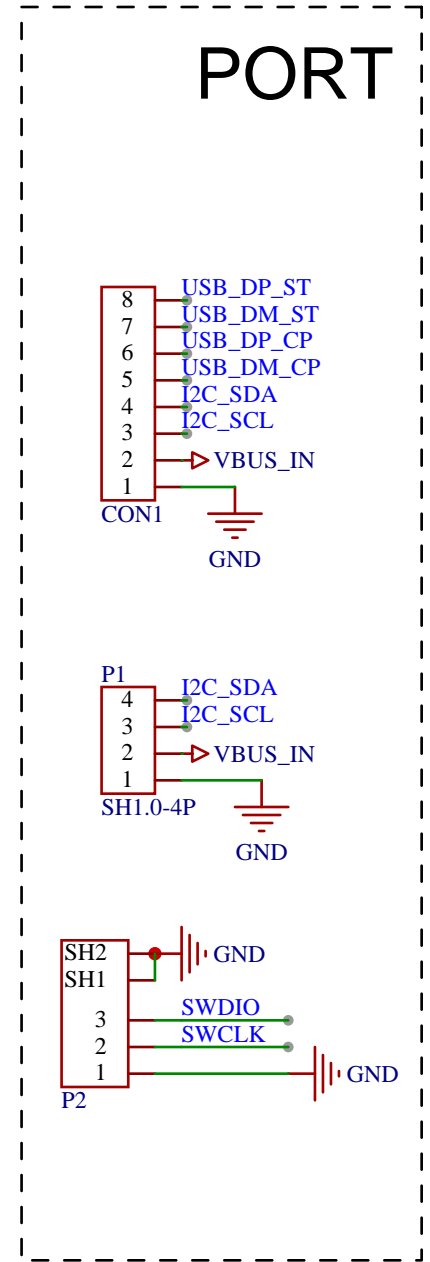 PORT
8 USB_DP_ST
7 USB_DM_ST
6 USB_DP_CP
5 USB_DM_CP
4 I2C_SDA
3 I2C_SCL
2 VBUS_IN
1
CON1
GND
P1
4 I2C_SDA
3 I2C_SCL
2 VBUS_IN
1
SH1.0-4P
GND
SH2 GND
SH1
3 SWDIO
2 SWCLK
1 GND
P2